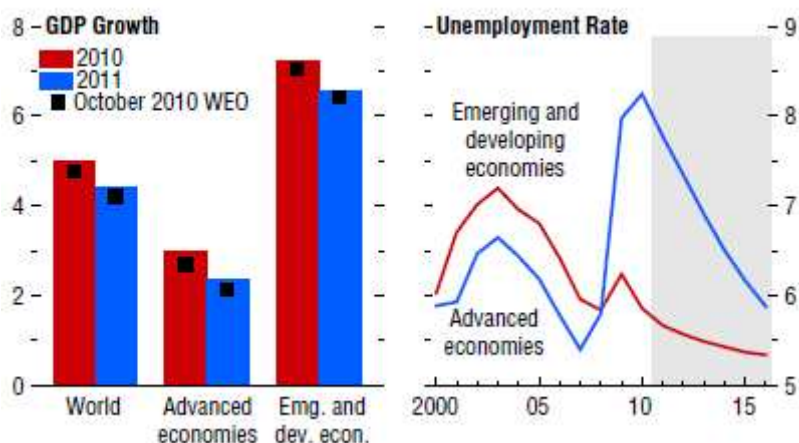 GDP Growth
2010
2011
October 2010 WEO
8
6
4
2
0
World
Advanced economies
Emg. and dev. econ.
Unemployment Rate
9
8
7
6
5
Emerging and
developing
economies
Advanced
economies
2000
05
10
15